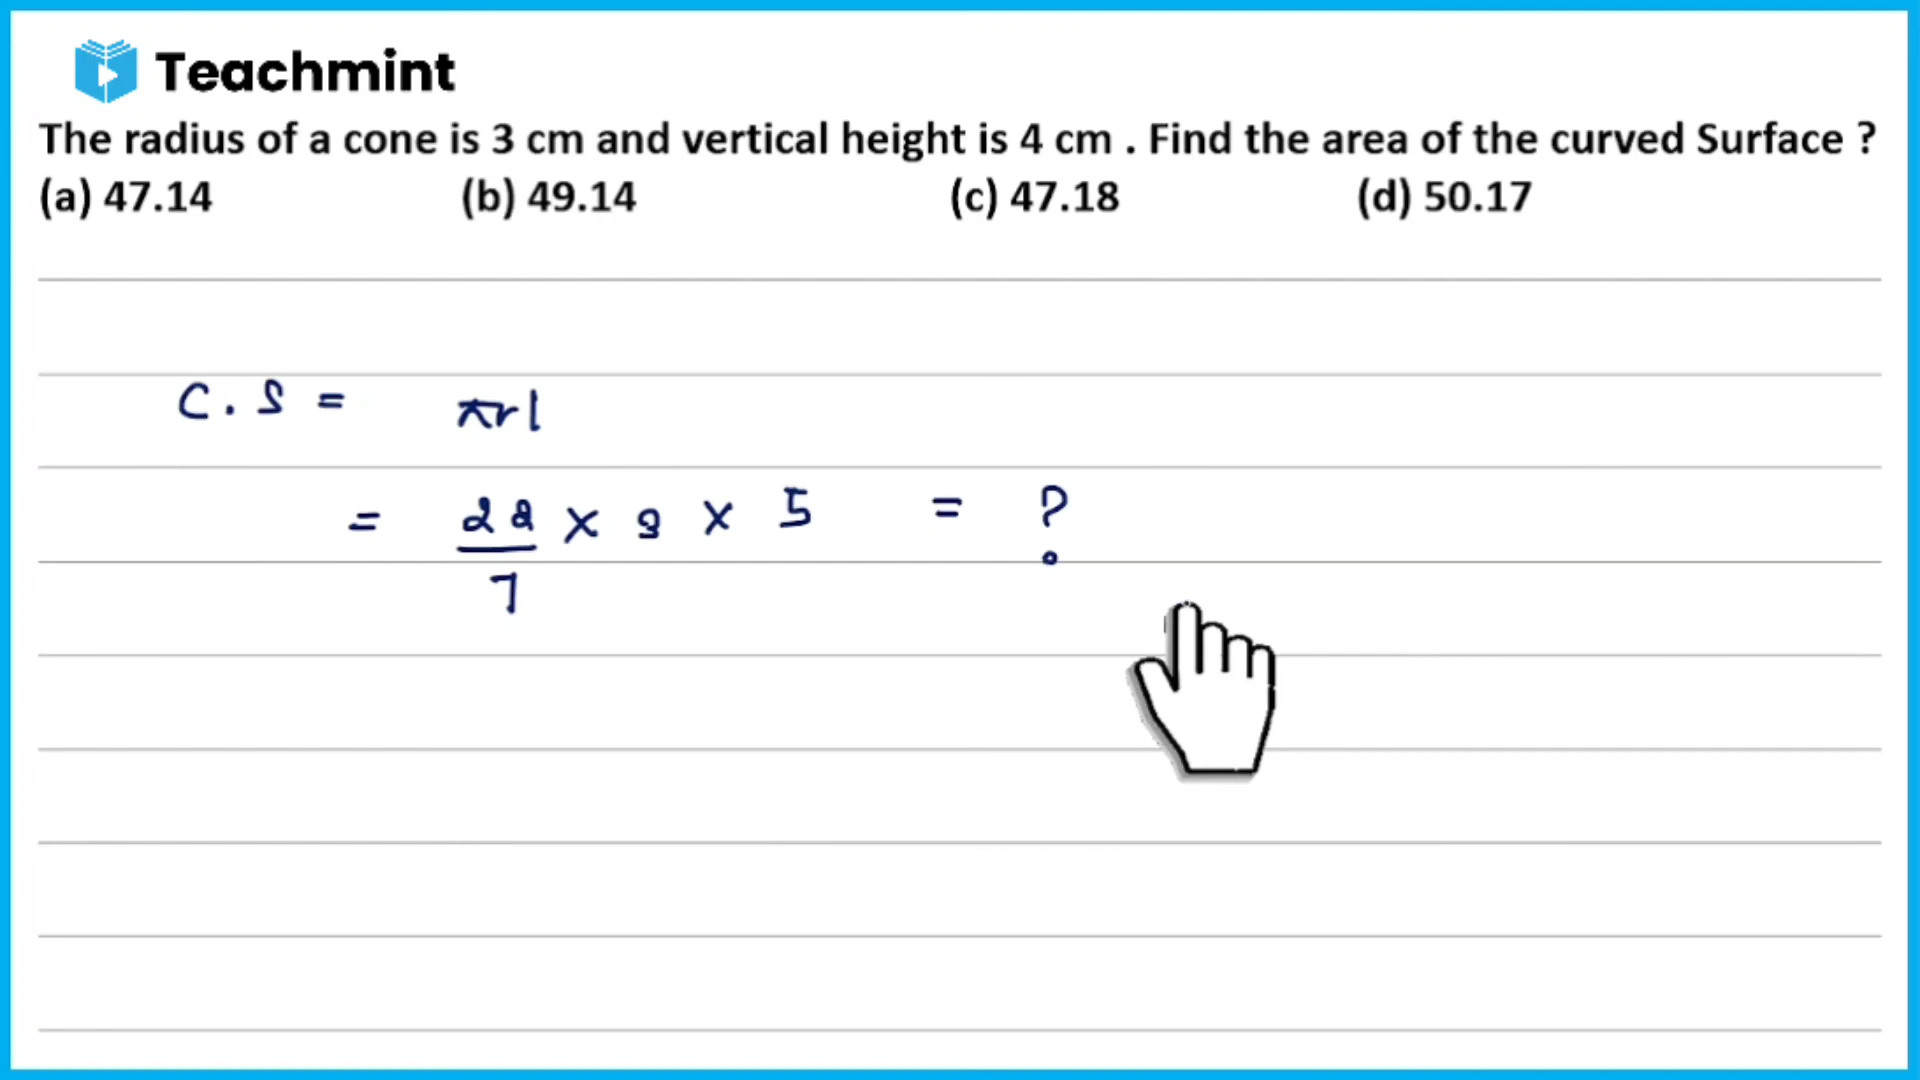 Teachmint
The radius of a cone is 3 cm and vertical height is 4 cm . Find the area of the curved Surface ?
(a) 47.14 (b) 49.14 (c) 47.18 (d) 50.17
C.S = πrl
= 22/7 × 3 × 5 = ?